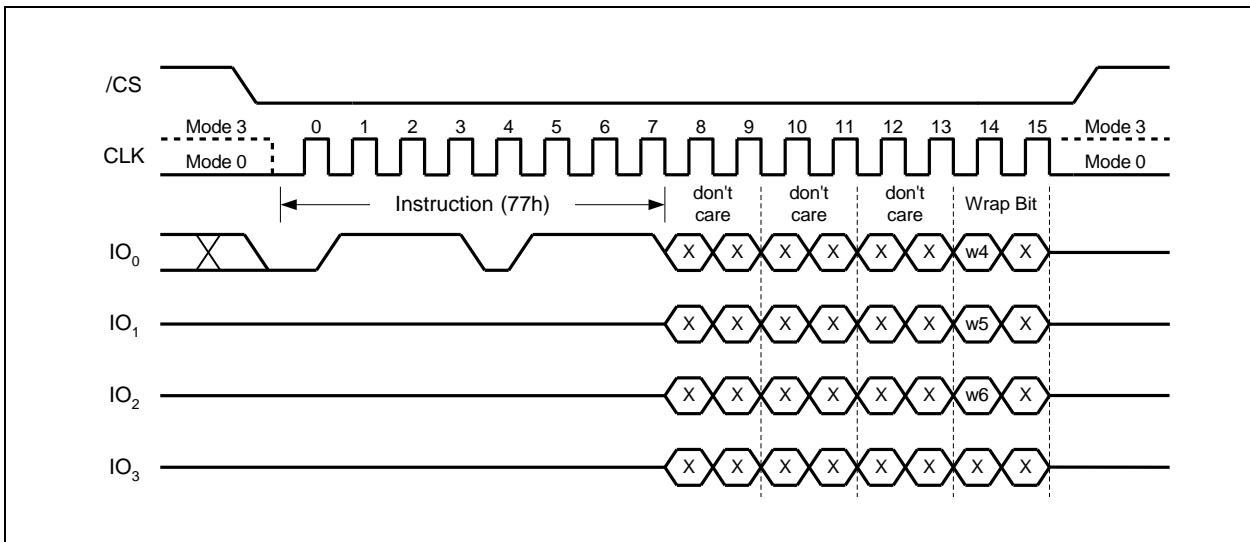 /CS
Mode 3 0 1 2 3 4 5 6 7 8 9 10 11 12 13 14 15 Mode 3
CLK Mode 0 Mode 0
Instruction (77h) don't care don't care don't care Wrap Bit
IO0 X X X X X X w4 X
IO1 X X X X X X w5 X
IO2 X X X X X X w6 X
IO3 X X X X X X X X